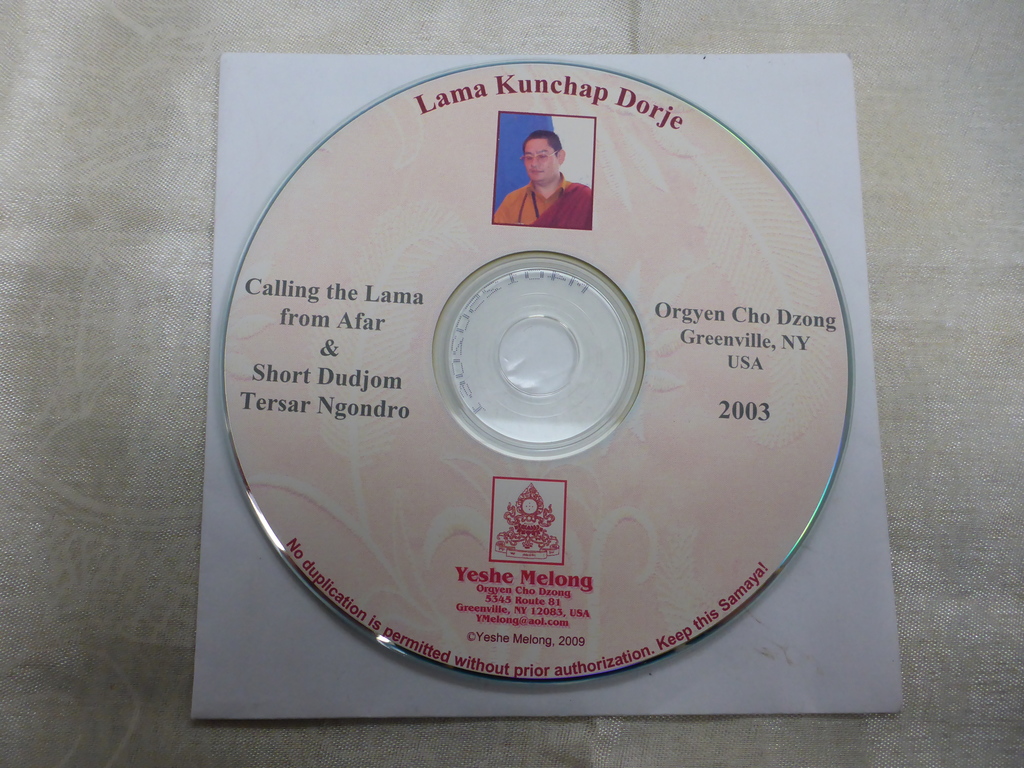 Lama Kunchap Dorje
Calling the Lama
from Afar
&
Short Dudjom
Tersar Ngondro
Orgyen Cho Dzong
Greenville, NY
USA
2003
Yeshe Melong
Orgyen Cho Dzong
5345 Route 81
Greenville, NY 12083, USA
YMelong@aol.com
©Yeshe Melong, 2009
No duplication is permitted without prior authorization. Keep this Samaya!